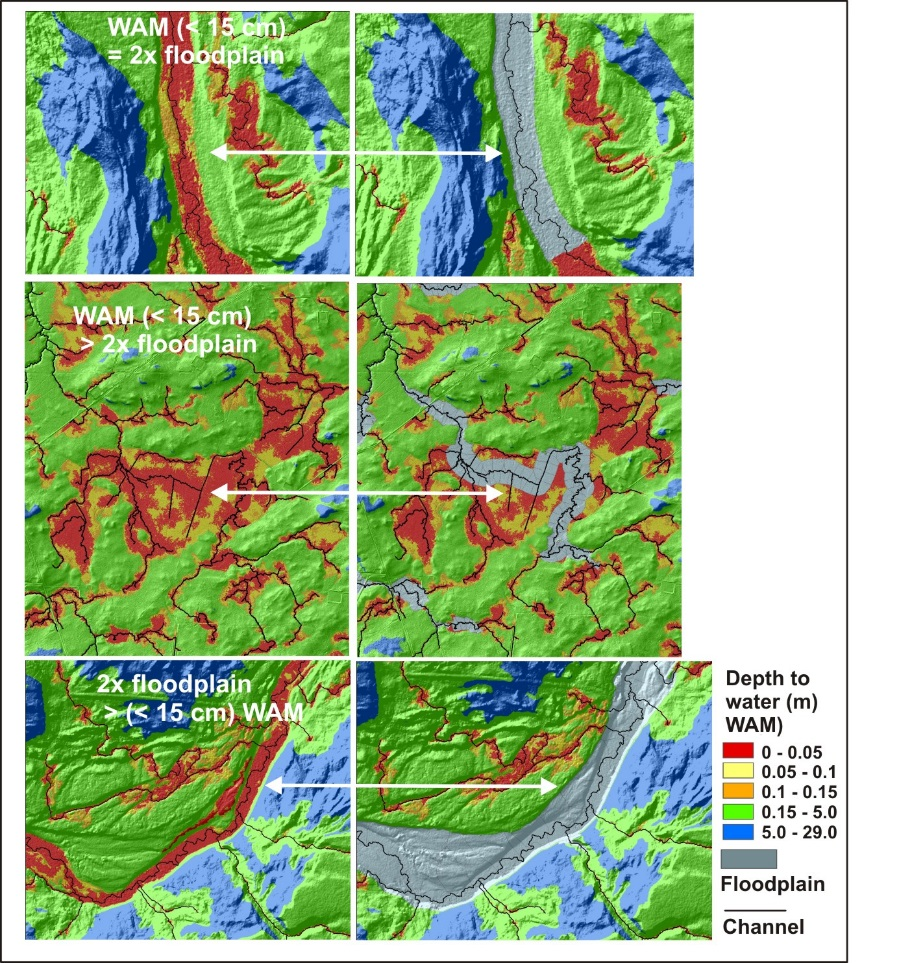 WAM (< 15 cm)
= 2x floodplain
WAM (< 15 cm)
> 2x floodplain
2x floodplain
> (< 15 cm) WAM
Depth to
water (m)
WAM)
0 - 0.05
0.05 - 0.1
0.1 - 0.15
0.15 - 5.0
5.0 - 29.0
Floodplain
Channel